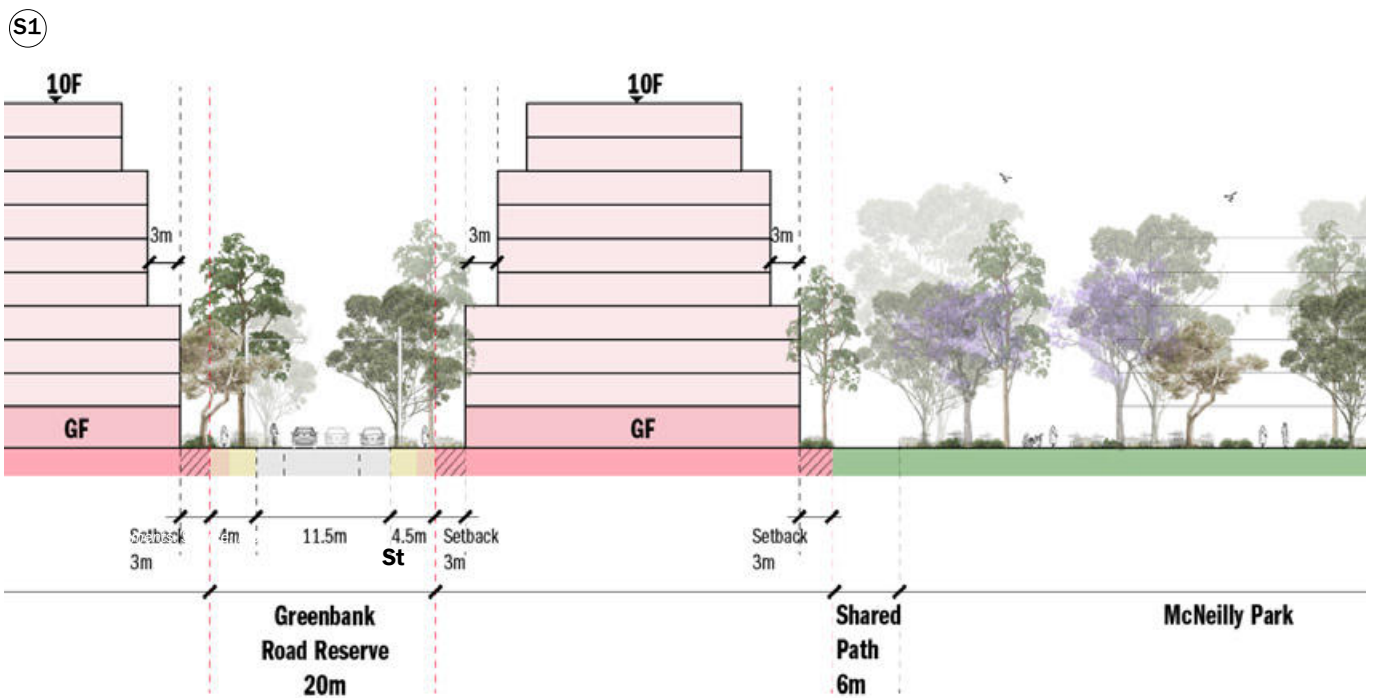 S1
10F
10F
3m
3m
3m
GF
GF
Setback
3m
4m
11.5m
4.5m
St
Setback
3m
Setback
3m
Greenbank
Road Reserve
20m
Shared
Path
6m
McNeilly Park